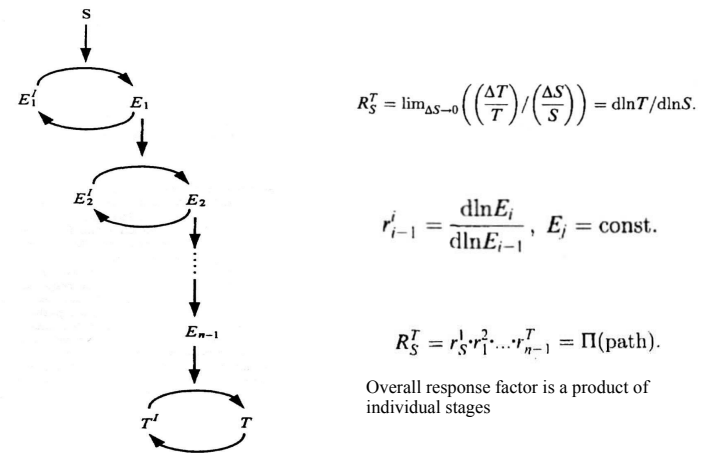 S
E₁ᴵ
E₁
E₂ᴵ
E₂
Eₙ₋₁
Tᴵ
T
R_S^T = lim_{ΔS→0}((ΔT/T)/(ΔS/S)) = dlnT/dlnS.
r_{i−1}^i = dlnE_i/dlnE_{i−1}, E_j = const.
R_S^T = r_S^1·r_1^2·...·r_{n−1}^T = Π(path).
Overall response factor is a product of
individual stages